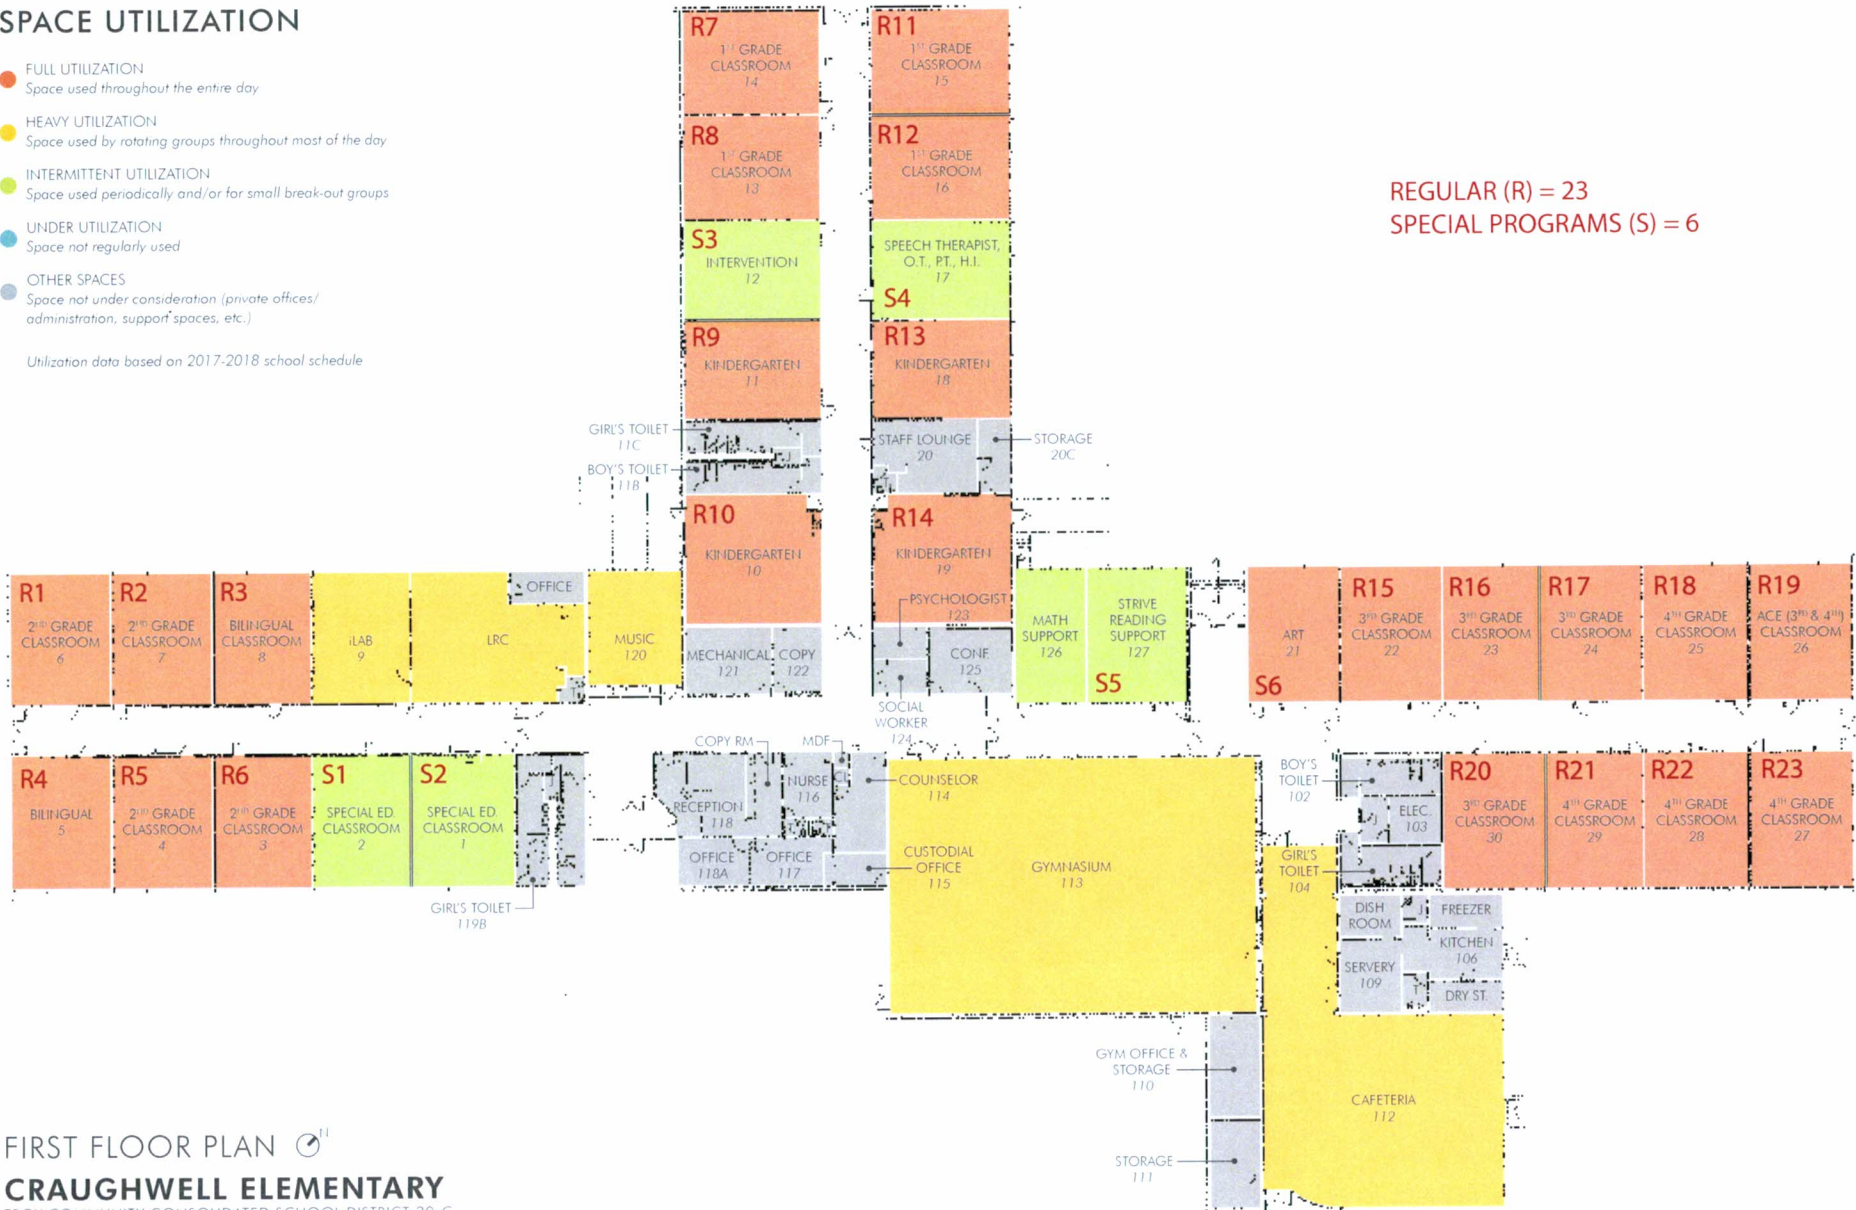 SPACE UTILIZATION
FULL UTILIZATION
Space used throughout the entire day
HEAVY UTILIZATION
Space used by rotating groups throughout most of the day
INTERMITTENT UTILIZATION
Space used periodically and/or for small break-out groups
UNDER UTILIZATION
Space not regularly used
OTHER SPACES
Space not under consideration (private offices/
administration, support spaces, etc.)
Utilization data based on 2017-2018 school schedule
REGULAR (R) = 23
SPECIAL PROGRAMS (S) = 6
R7
1ST GRADE
CLASSROOM
14
R11
1ST GRADE
CLASSROOM
15
R8
1ST GRADE
CLASSROOM
13
R12
1ST GRADE
CLASSROOM
16
S3
INTERVENTION
12
SPEECH THERAPIST,
O.T., P.T., H.I.
17
S4
R9
KINDERGARTEN
11
R13
KINDERGARTEN
18
GIRL'S TOILET
11C
J
BOY'S TOILET
11B
STAFF LOUNGE
20
T
STORAGE
20C
R10
KINDERGARTEN
10
R14
KINDERGARTEN
19
R1
2ND GRADE
CLASSROOM
6
R2
2ND GRADE
CLASSROOM
7
R3
BILINGUAL
CLASSROOM
8
iLAB
9
LRC
OFFICE
T
MUSIC
120
MECHANICAL
121
COPY
122
PSYCHOLOGIST
123
CONF.
125
SOCIAL
WORKER
124
MATH
SUPPORT
126
STRIVE
READING
SUPPORT
127
S5
ART
21
S6
R15
3RD GRADE
CLASSROOM
22
R16
3RD GRADE
CLASSROOM
23
R17
3RD GRADE
CLASSROOM
24
R18
4TH GRADE
CLASSROOM
25
R19
ACE (3RD & 4TH)
CLASSROOM
26
R4
BILINGUAL
5
R5
2ND GRADE
CLASSROOM
4
R6
2ND GRADE
CLASSROOM
3
S1
SPECIAL ED.
CLASSROOM
2
S2
SPECIAL ED.
CLASSROOM
1
J
GIRL'S TOILET
119B
COPY RM
MDF
RECEPTION
118
NURSE
116
CL
COUNSELOR
114
OFFICE
118A
OFFICE
117
CUSTODIAL
OFFICE
115
GYMNASIUM
113
BOY'S
TOILET
102
J
ELEC.
103
GIRL'S
TOILET
104
R20
3RD GRADE
CLASSROOM
30
R21
4TH GRADE
CLASSROOM
29
R22
4TH GRADE
CLASSROOM
28
R23
4TH GRADE
CLASSROOM
27
DISH
ROOM
J
FREEZER
KITCHEN
106
SERVERY
109
T
DRY ST.
GYM OFFICE &
STORAGE
110
STORAGE
111
CAFETERIA
112
FIRST FLOOR PLAN
N
CRAUGHWELL ELEMENTARY
TROY COMMUNITY CONSOLIDATED SCHOOL DISTRICT 30-C